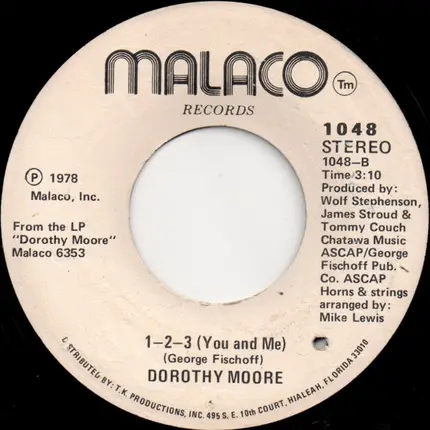 MALACO
Tm
RECORDS
℗ 1978
Malaco, Inc.
From the LP
"Dorothy Moore"
Malaco 6353
1048
STEREO
1048-B
Time 3:10
Produced by:
Wolf Stephenson,
James Stroud &
Tommy Couch
Chatawa Music
ASCAP/George
Fischoff Pub.
Co. ASCAP
Horns & strings
arranged by:
Mike Lewis
1-2-3 (You and Me)
(George Fischoff)
DOROTHY MOORE
STRIBUTED BY: T.K. PRODUCTIONS, INC. 495 S. E. 10th COURT, HIALEAH, FLORIDA 33010